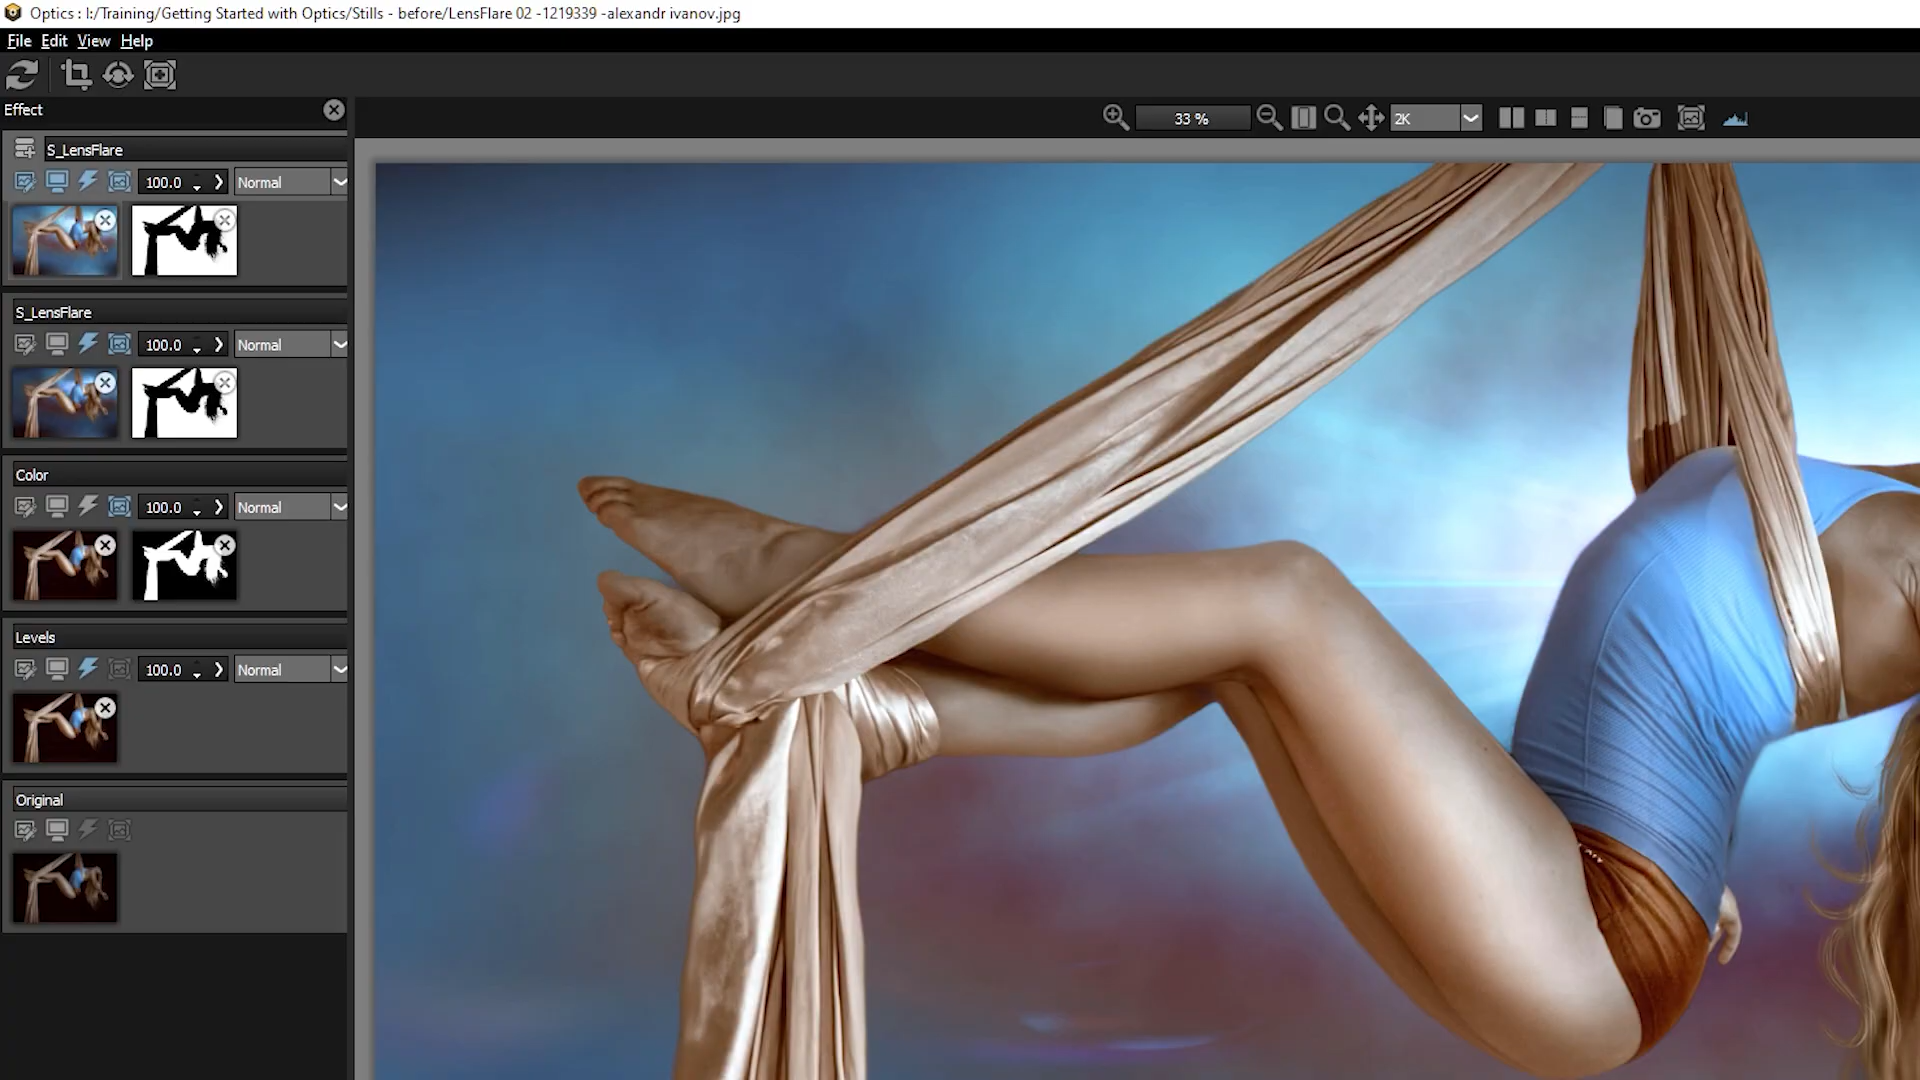 Optics : I:/Training/Getting Started with Optics/Stills - before/LensFlare 02 -1219339 -alexandr ivanov.jpg
File Edit View Help
Effect
33 %
2K
S_LensFlare
100.0 Normal
S_LensFlare
100.0 Normal
Color
100.0 Normal
Levels
100.0 Normal
Original